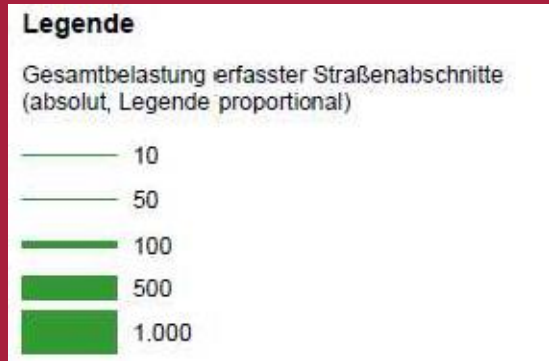 Legende
Gesamtbelastung erfasster Straßenabschnitte
(absolut, Legende proportional)
10
50
100
500
1.000